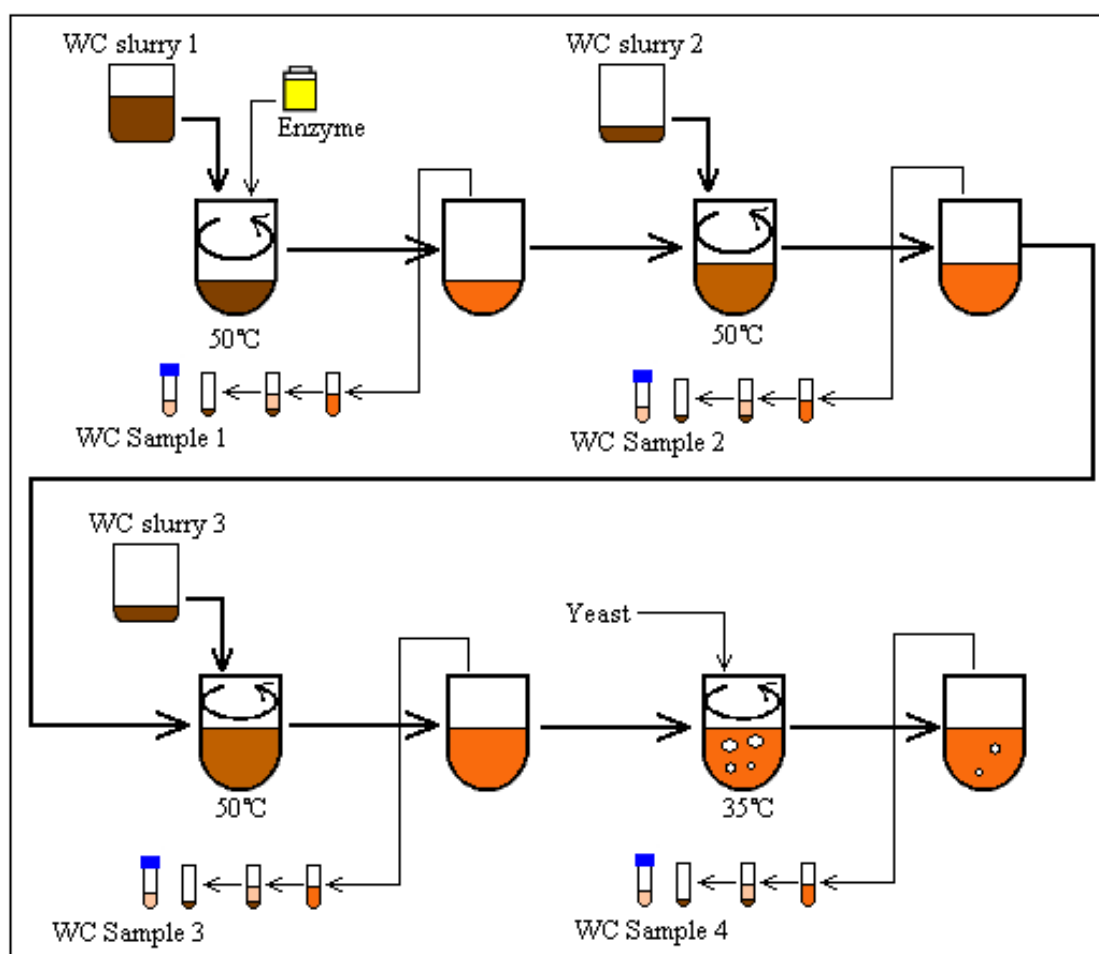 WC slurry 1
Enzyme
WC slurry 2
50°C
50°C
WC Sample 1
WC Sample 2
WC slurry 3
Yeast
50°C
35°C
WC Sample 3
WC Sample 4